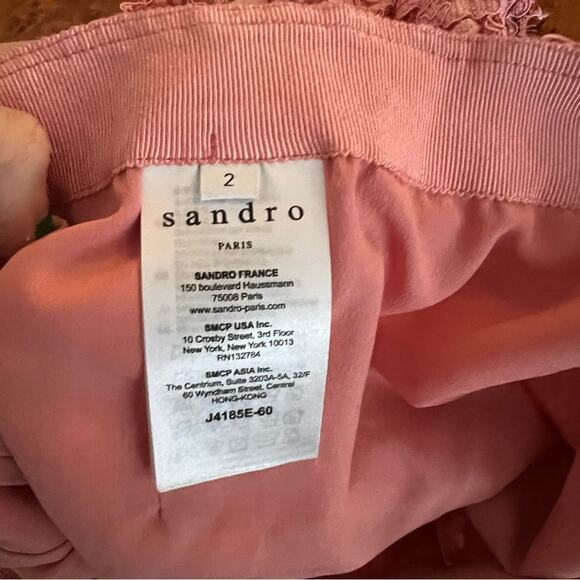 2
sandro
PARIS
SANDRO FRANCE
150 boulevard Haussmann
75008 Paris
www.sandro-paris.com
SMCP USA Inc.
10 Crosby Street, 3rd Floor
New York, New York 10013
RN132784
SMCP ASIA Inc.
The Centrium, Suite 3203A-5A, 32/F
60 Wyndham Street, Central
HONG-KONG
J4185E-60